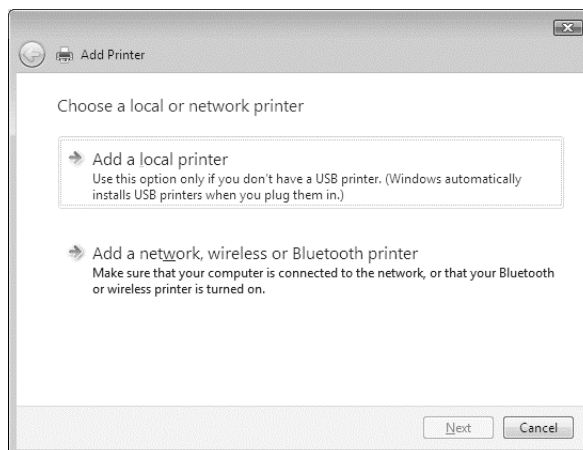 Add Printer
Choose a local or network printer
Add a local printer
Use this option only if you don't have a USB printer. (Windows automatically
installs USB printers when you plug them in.)
Add a network, wireless or Bluetooth printer
Make sure that your computer is connected to the network, or that your Bluetooth
or wireless printer is turned on.
Next Cancel